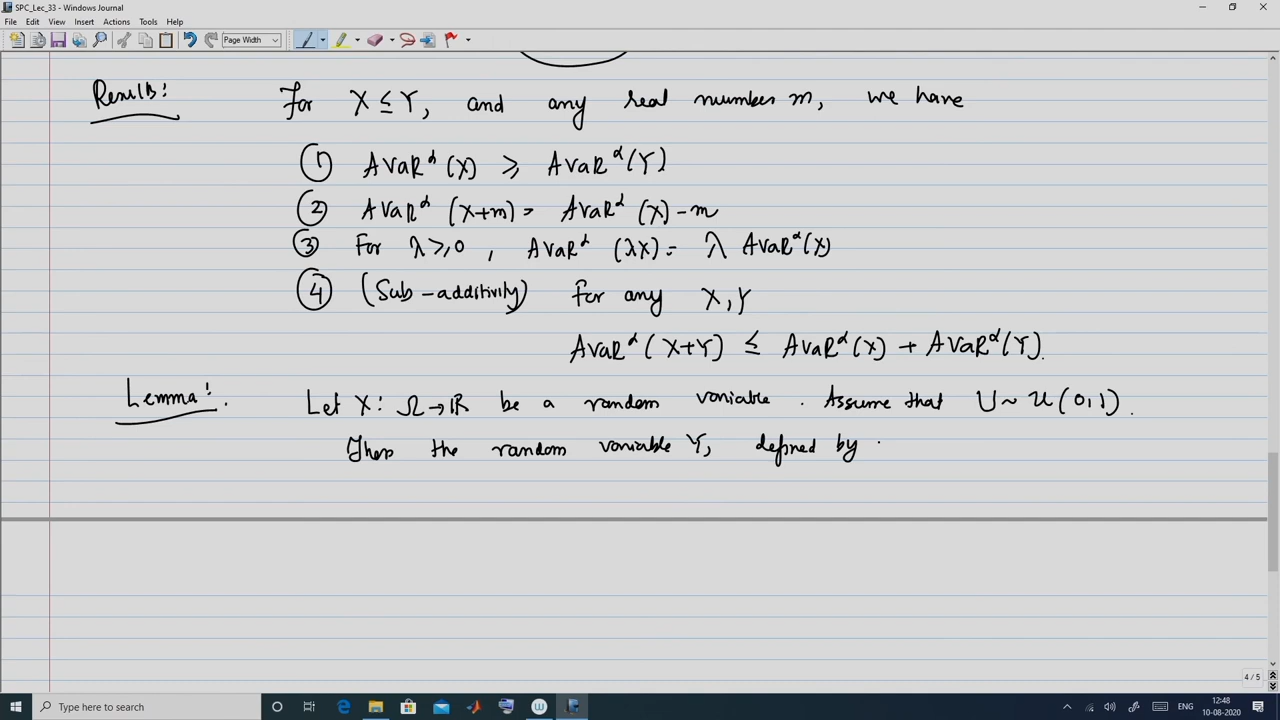 SPC_Lec_33 - Windows Journal
File Edit View Insert Actions Tools Help
Page Width
Results: For X ≤ Y, and any real number m, we have
① AVaR^α (X) ⩾ AVaR^α (Y)
② AVaR^α (X+m) = AVaR^α (X) - m
③ For λ ⩾ 0, AVaR^α (λX) = λ AVaR^α (X)
④ (Sub-additivity) For any X, Y
AVaR^α (X+Y) ≤ AVaR^α (X) + AVaR^α (Y).
Lemma: Let X: Ω → ℝ be a random variable. Assume that U ~ U(0,1).
Then the random variable Y, defined by
4 / 5
Type here to search
ENG
12:48
10-08-2020